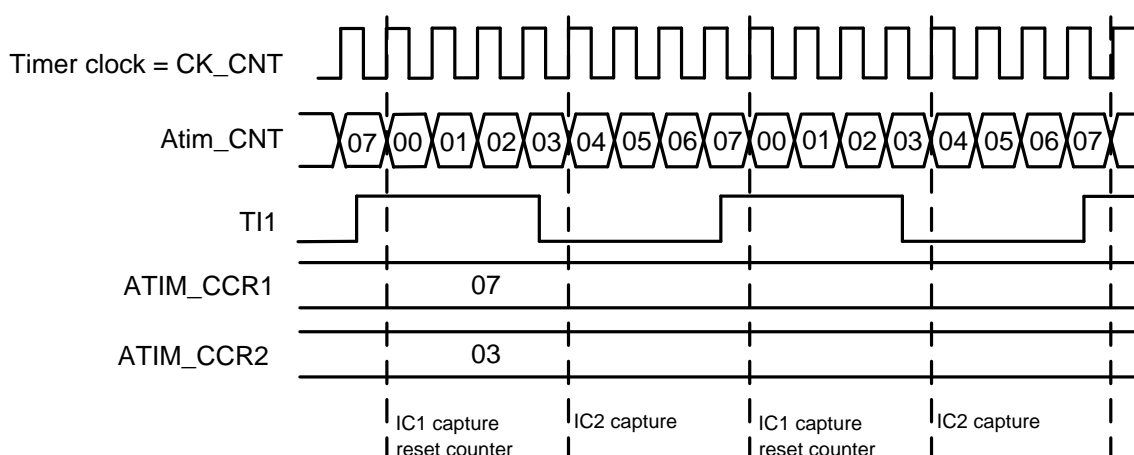 Timer clock = CK_CNT
Atim_CNT
07 00 01 02 03 04 05 06 07 00 01 02 03 04 05 06 07
TI1
ATIM_CCR1
07
ATIM_CCR2
03
IC1 capture
reset counter
IC2 capture
IC1 capture
reset counter
IC2 capture